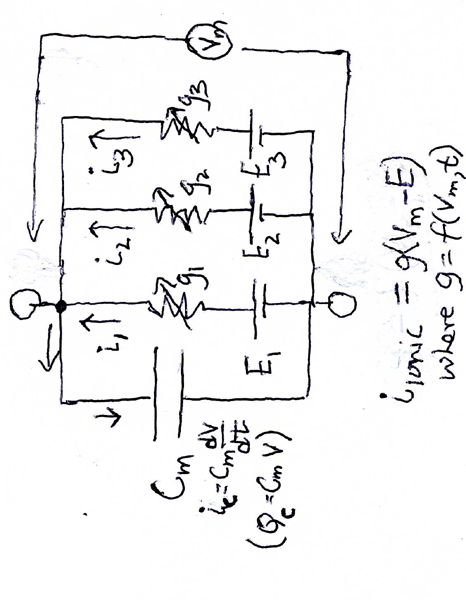 Vm
g3
i3
E3
g2
i2
E2
g1
i1
E1
Cm
ic = Cm dV/dt
(Qc = Cm V)
iionic = g(Vm - E)
where g = f(Vm, t)